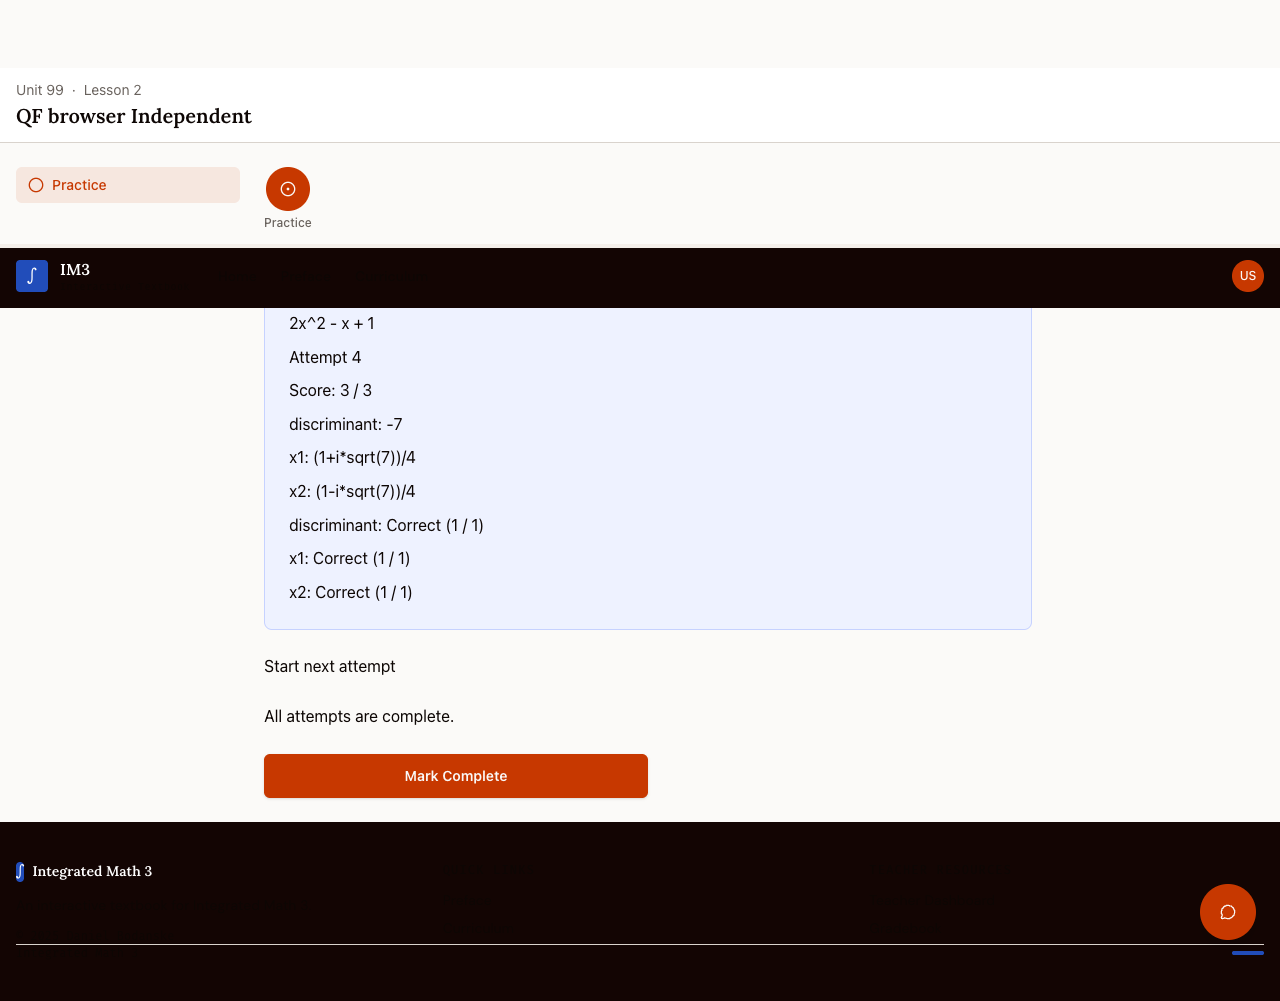 Unit 99 · Lesson 2
QF browser Independent
Practice
Practice
∫ IM3
US
2x^2 - x + 1
Attempt 4
Score: 3 / 3
discriminant: -7
x1: (1+i*sqrt(7))/4
x2: (1-i*sqrt(7))/4
discriminant: Correct (1 / 1)
x1: Correct (1 / 1)
x2: Correct (1 / 1)
Start next attempt
All attempts are complete.
Mark Complete
∫ Integrated Math 3